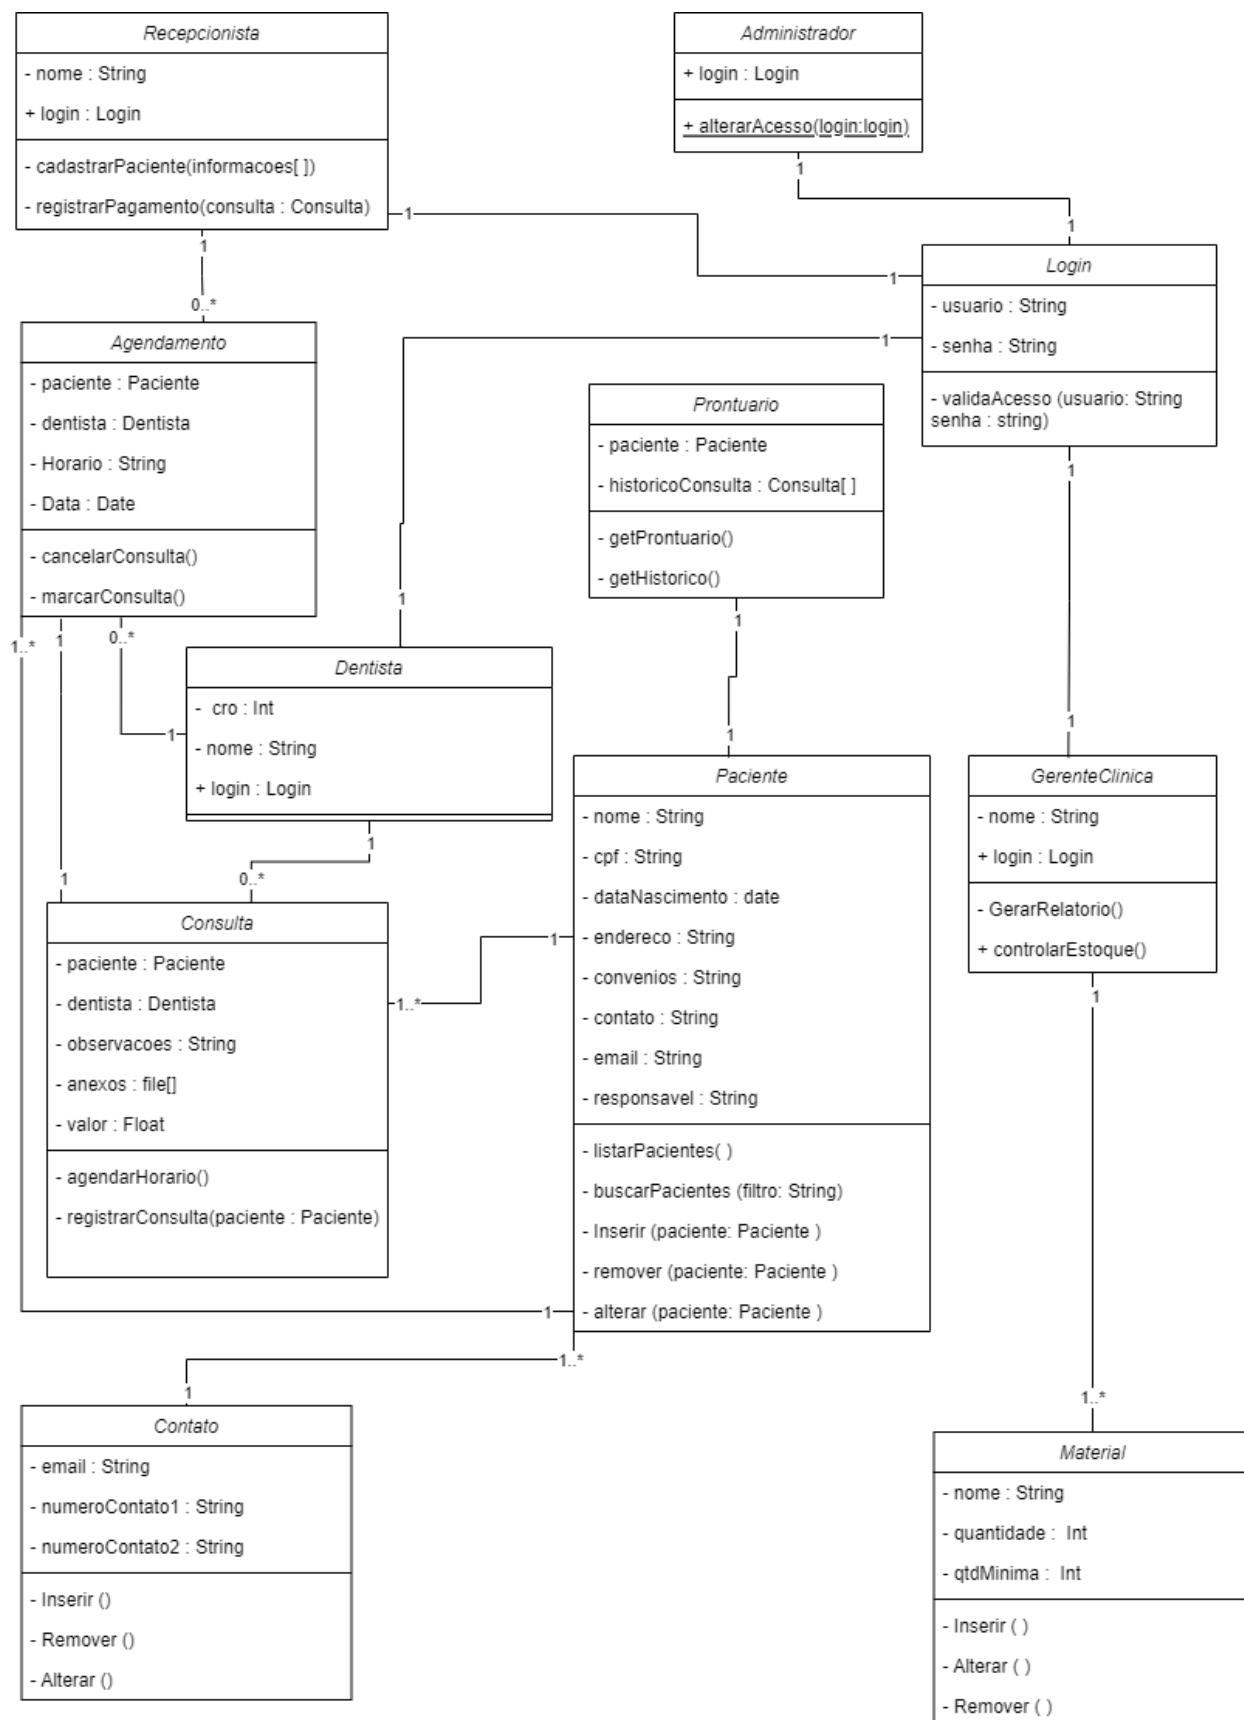 Recepcionista
- nome : String
+ login : Login
- cadastrarPaciente(informacoes[ ])
- registrarPagamento(consulta : Consulta)
Administrador
+ login : Login
+ alterarAcesso(login:login)
1
1
1
1
1
0..*
Login
- usuario : String
- senha : String
- validaAcesso (usuario: String
senha : string)
1
1
1
1
Agendamento
- paciente : Paciente
- dentista : Dentista
- Horario : String
- Data : Date
- cancelarConsulta()
- marcarConsulta()
1..*
1
0..*
1
Prontuario
- paciente : Paciente
- historicoConsulta : Consulta[ ]
- getProntuario()
- getHistorico()
1
1
Dentista
- cro : Int
- nome : String
+ login : Login
1
0..*
1
Paciente
- nome : String
- cpf : String
- dataNascimento : date
- endereco : String
- convenios : String
- contato : String
- email : String
- responsavel : String
- listarPacientes( )
- buscarPacientes (filtro: String)
- Inserir (paciente: Paciente )
- remover (paciente: Paciente )
- alterar (paciente: Paciente )
1
1..*
1
1..*
1
GerenteClinica
- nome : String
+ login : Login
- GerarRelatorio()
+ controlarEstoque()
1
1..*
Consulta
- paciente : Paciente
- dentista : Dentista
- observacoes : String
- anexos : file[]
- valor : Float
- agendarHorario()
- registrarConsulta(paciente : Paciente)
Contato
- email : String
- numeroContato1 : String
- numeroContato2 : String
- Inserir ()
- Remover ()
- Alterar ()
Material
- nome : String
- quantidade : Int
- qtdMinima : Int
- Inserir ( )
- Alterar ( )
- Remover ( )